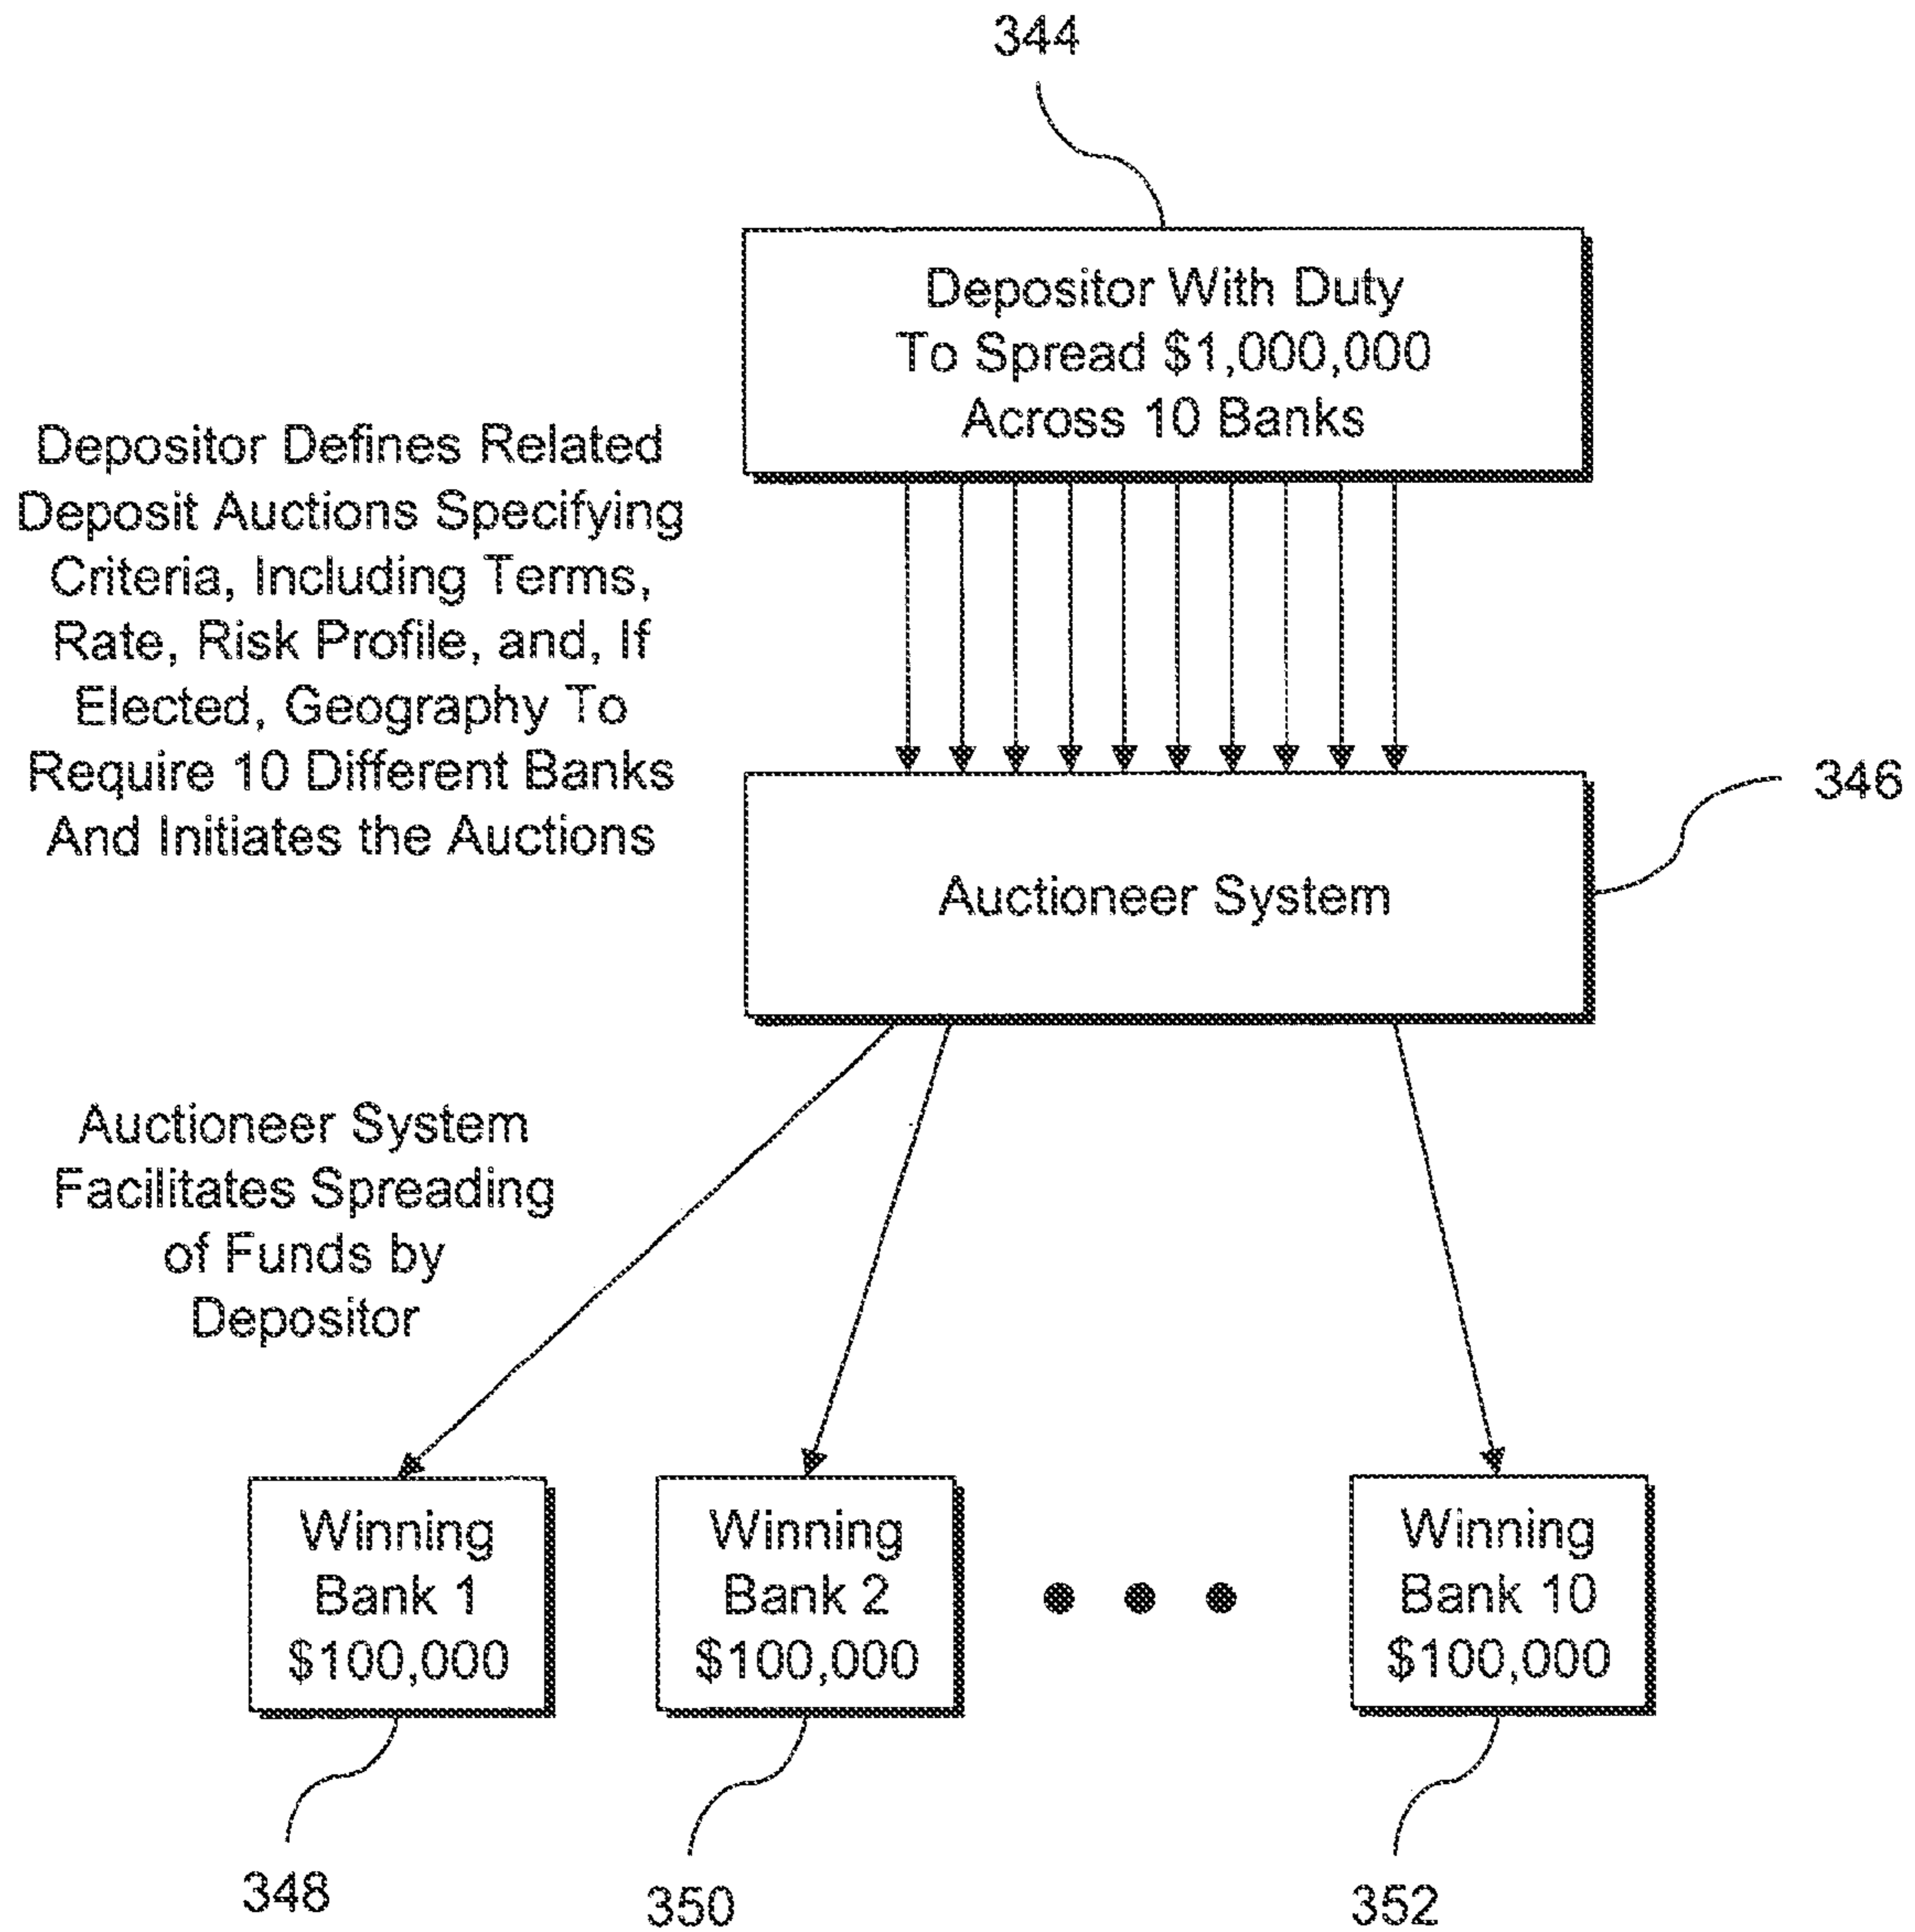 344
Depositor With Duty
To Spread $1,000,000
Across 10 Banks
Depositor Defines Related
Deposit Auctions Specifying
Criteria, Including Terms,
Rate, Risk Profile, and, If
Elected, Geography To
Require 10 Different Banks
And Initiates the Auctions
346
Auctioneer System
Auctioneer System
Facilitates Spreading
of Funds by
Depositor
Winning
Bank 1
$100,000
Winning
Bank 2
$100,000
Winning
Bank 10
$100,000
348
350
352